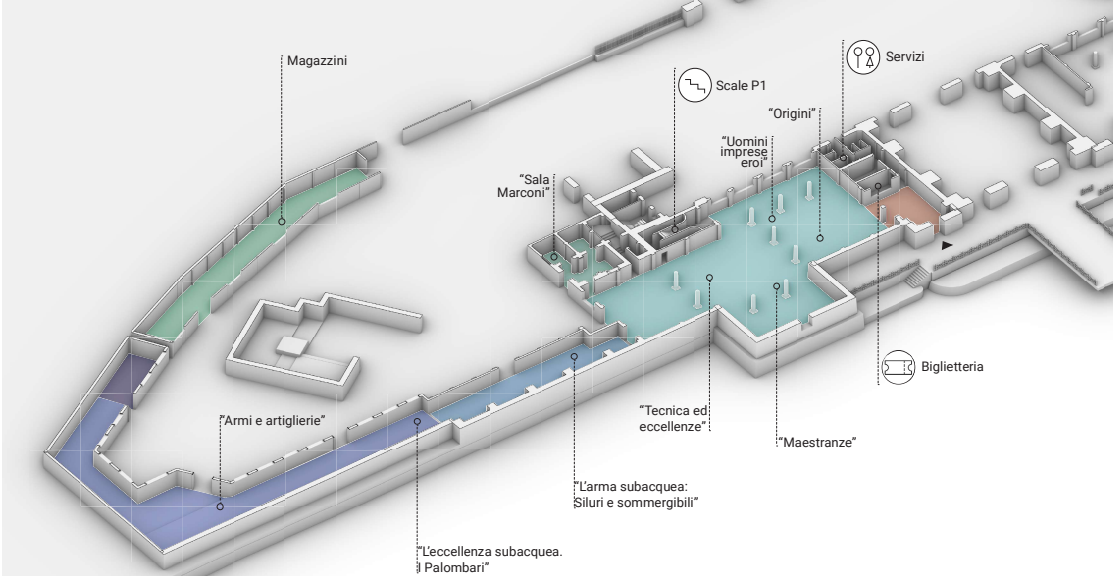 Magazzini
Servizi
Scale P1
“Origini”
“Uomini
imprese
eroi”
“Sala
Marconi”
Biglietteria
“Tecnica ed
eccellenze”
“Maestranze”
“Armi e artiglierie”
“L’arma subacquea:
Siluri e sommergibili”
“L’eccellenza subacquea.
I Palombari”